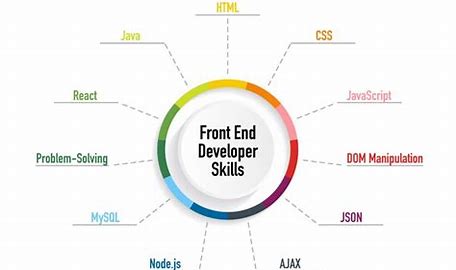 HTML
Java
CSS
React
JavaScript
Front End
Developer
Skills
Problem-Solving
DOM Manipulation
MySQL
JSON
Node.js
AJAX